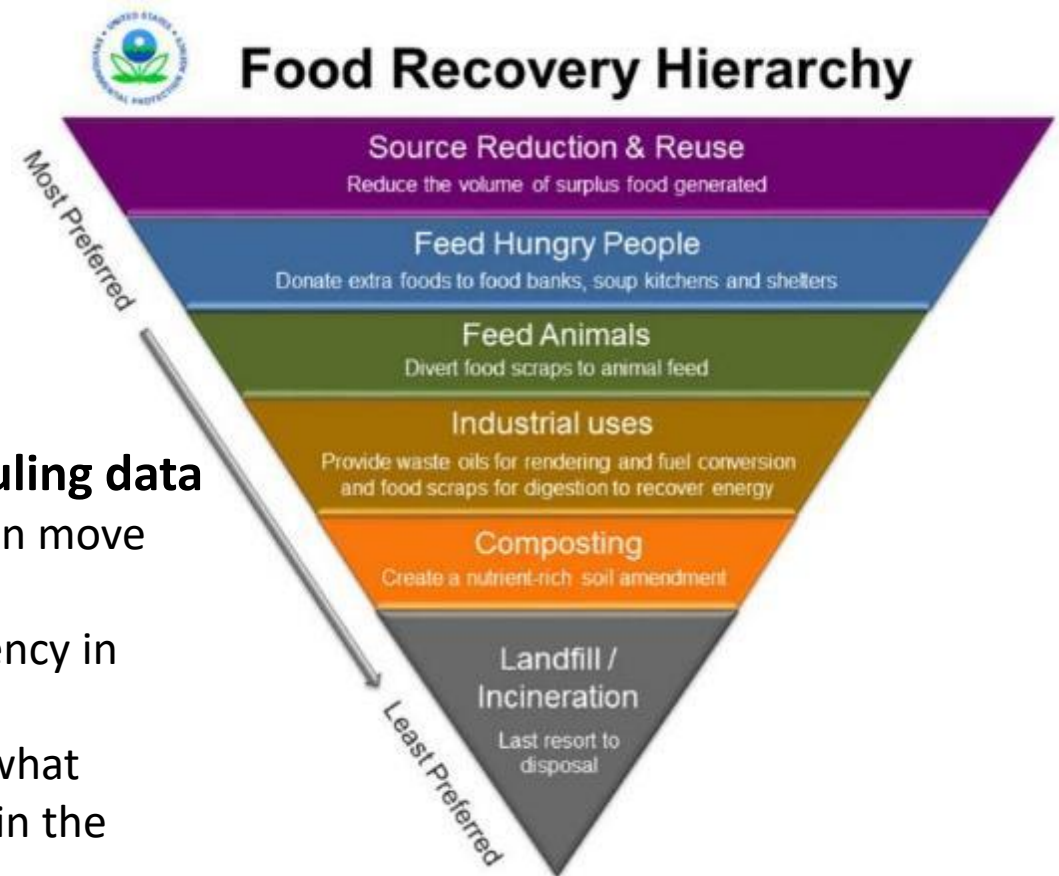 Food Recovery Hierarchy
Source Reduction & Reuse
Reduce the volume of surplus food generated
Most Preferred
Feed Hungry People
Donate extra foods to food banks, soup kitchens and shelters
Feed Animals
Divert food scraps to animal feed
Industrial uses
Provide waste oils for rendering and fuel conversion
and food scraps for digestion to recover energy
Composting
Create a nutrient-rich soil amendment
Landfill /
Incineration
Last resort to
disposal
Least Preferred
uling data
n move
ency in
what
in the